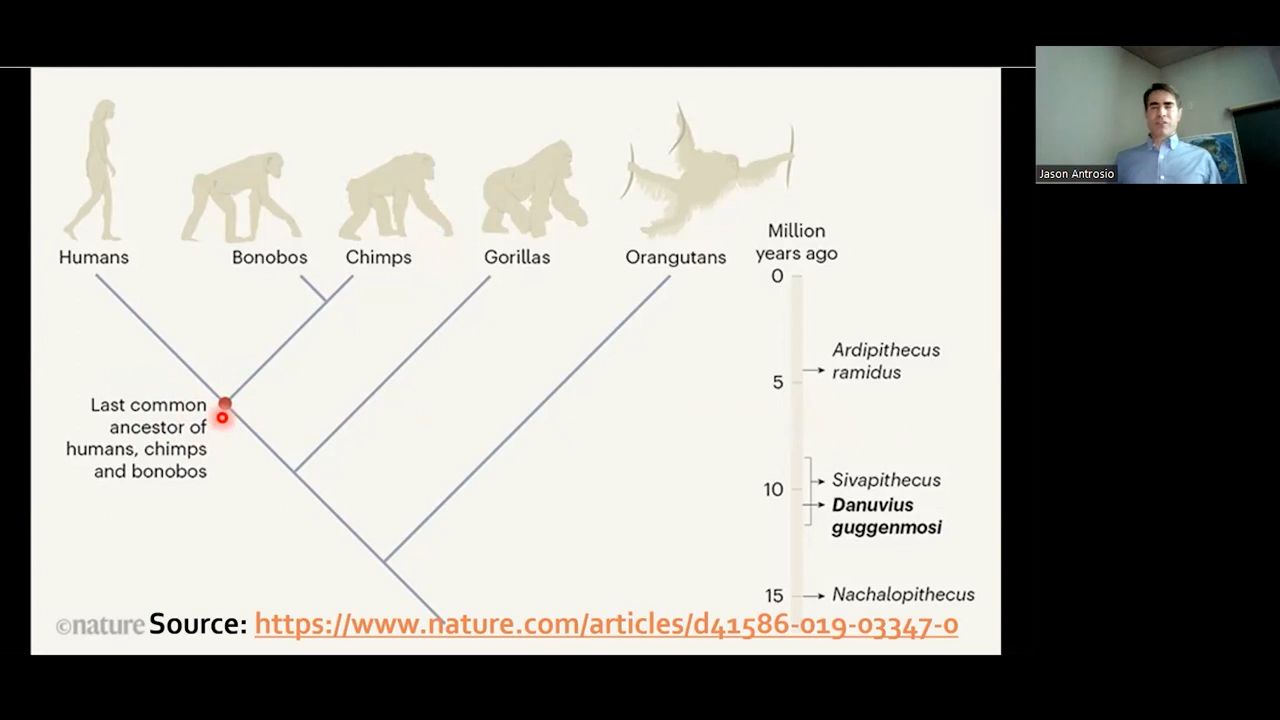 Jason Antrosio
Humans
Bonobos
Chimps
Gorillas
Orangutans
Million
years ago
0
Ardipithecus
ramidus
5
Last common
ancestor of
humans, chimps
and bonobos
Sivapithecus
10
Danuvius
guggenmosi
15
Nachalopithecus
©nature Source: https://www.nature.com/articles/d41586-019-03347-0